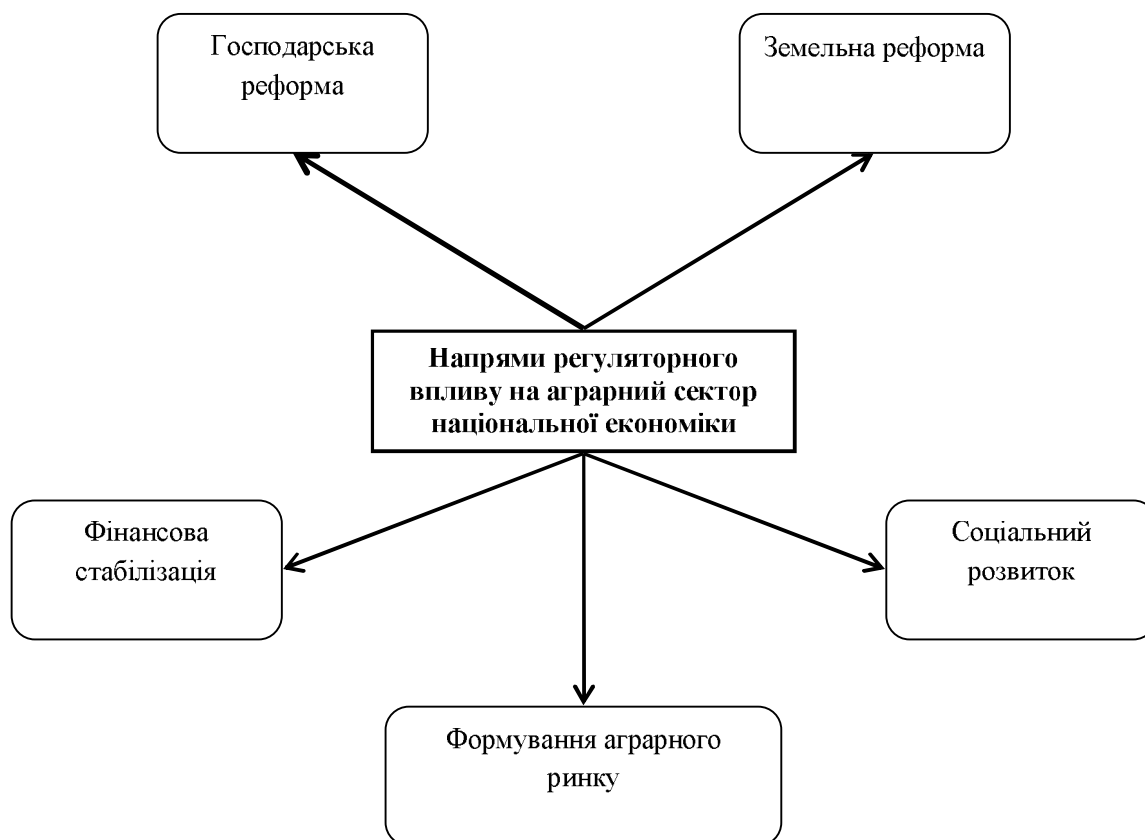 Господарська
реформа
Земельна реформа
Напрями регуляторного
впливу на аграрний сектор
національної економіки
Фінансова
стабілізація
Соціальний
розвиток
Формування аграрного
ринку